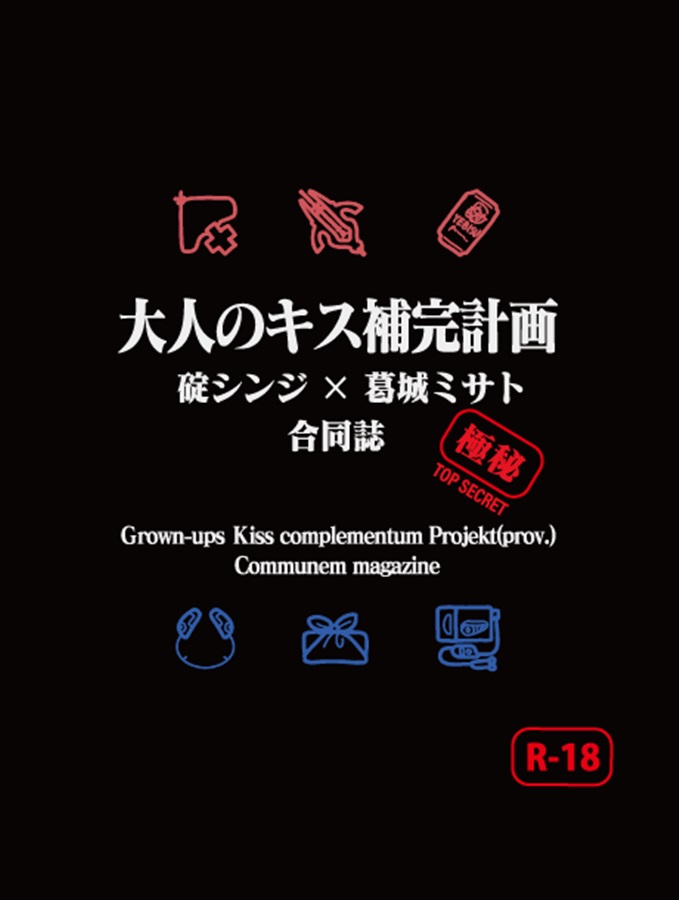 YEBISU
大人のキス補完計画
碇シンジ × 葛城ミサト
合同誌
極秘
TOP SECRET
Grown-ups Kiss complementum Projekt(prov.)
Communem magazine
R-18